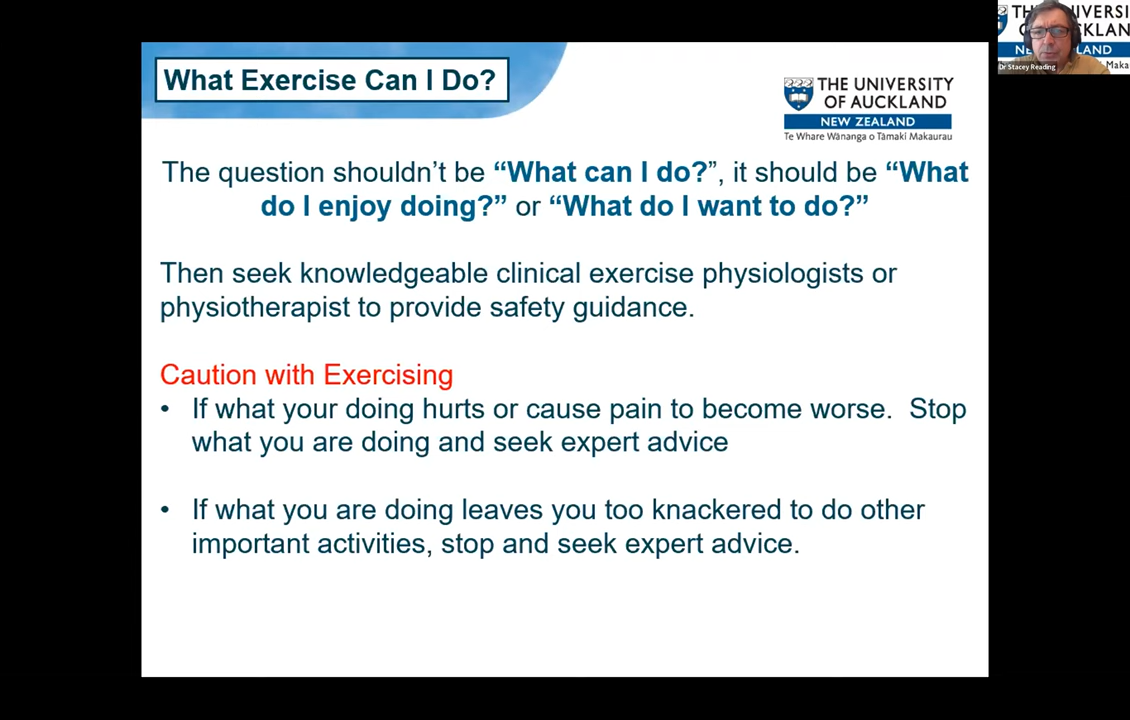 What Exercise Can I Do?
THE UNIVERSITY
OF AUCKLAND
NEW ZEALAND
Te Whare Wānanga o Tāmaki Makaurau
The question shouldn't be “What can I do?”, it should be “What
do I enjoy doing?” or “What do I want to do?”
Then seek knowledgeable clinical exercise physiologists or
physiotherapist to provide safety guidance.
Caution with Exercising
• If what your doing hurts or cause pain to become worse.  Stop
what you are doing and seek expert advice
• If what you are doing leaves you too knackered to do other
important activities, stop and seek expert advice.
Dr Stacey Reading